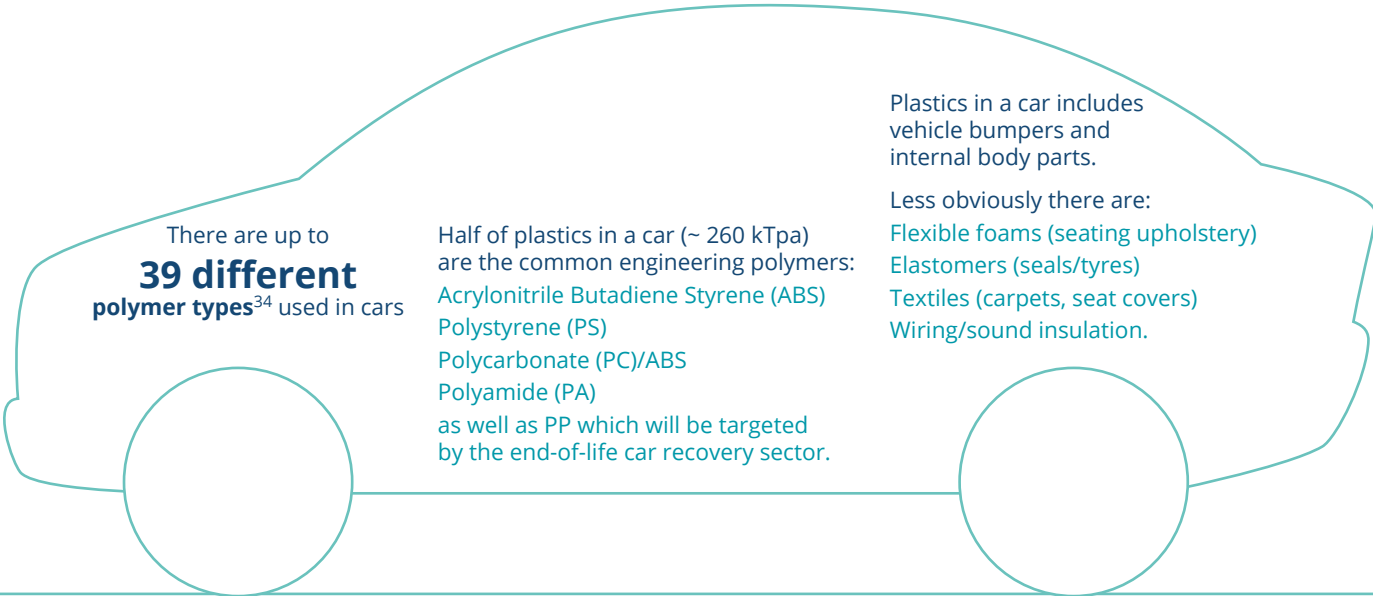 There are up to
39 different
polymer types34 used in cars
Half of plastics in a car (~ 260 kTpa)
are the common engineering polymers:
Acrylonitrile Butadiene Styrene (ABS)
Polystyrene (PS)
Polycarbonate (PC)/ABS
Polyamide (PA)
as well as PP which will be targeted
by the end-of-life car recovery sector.
Plastics in a car includes
vehicle bumpers and
internal body parts.
Less obviously there are:
Flexible foams (seating upholstery)
Elastomers (seals/tyres)
Textiles (carpets, seat covers)
Wiring/sound insulation.